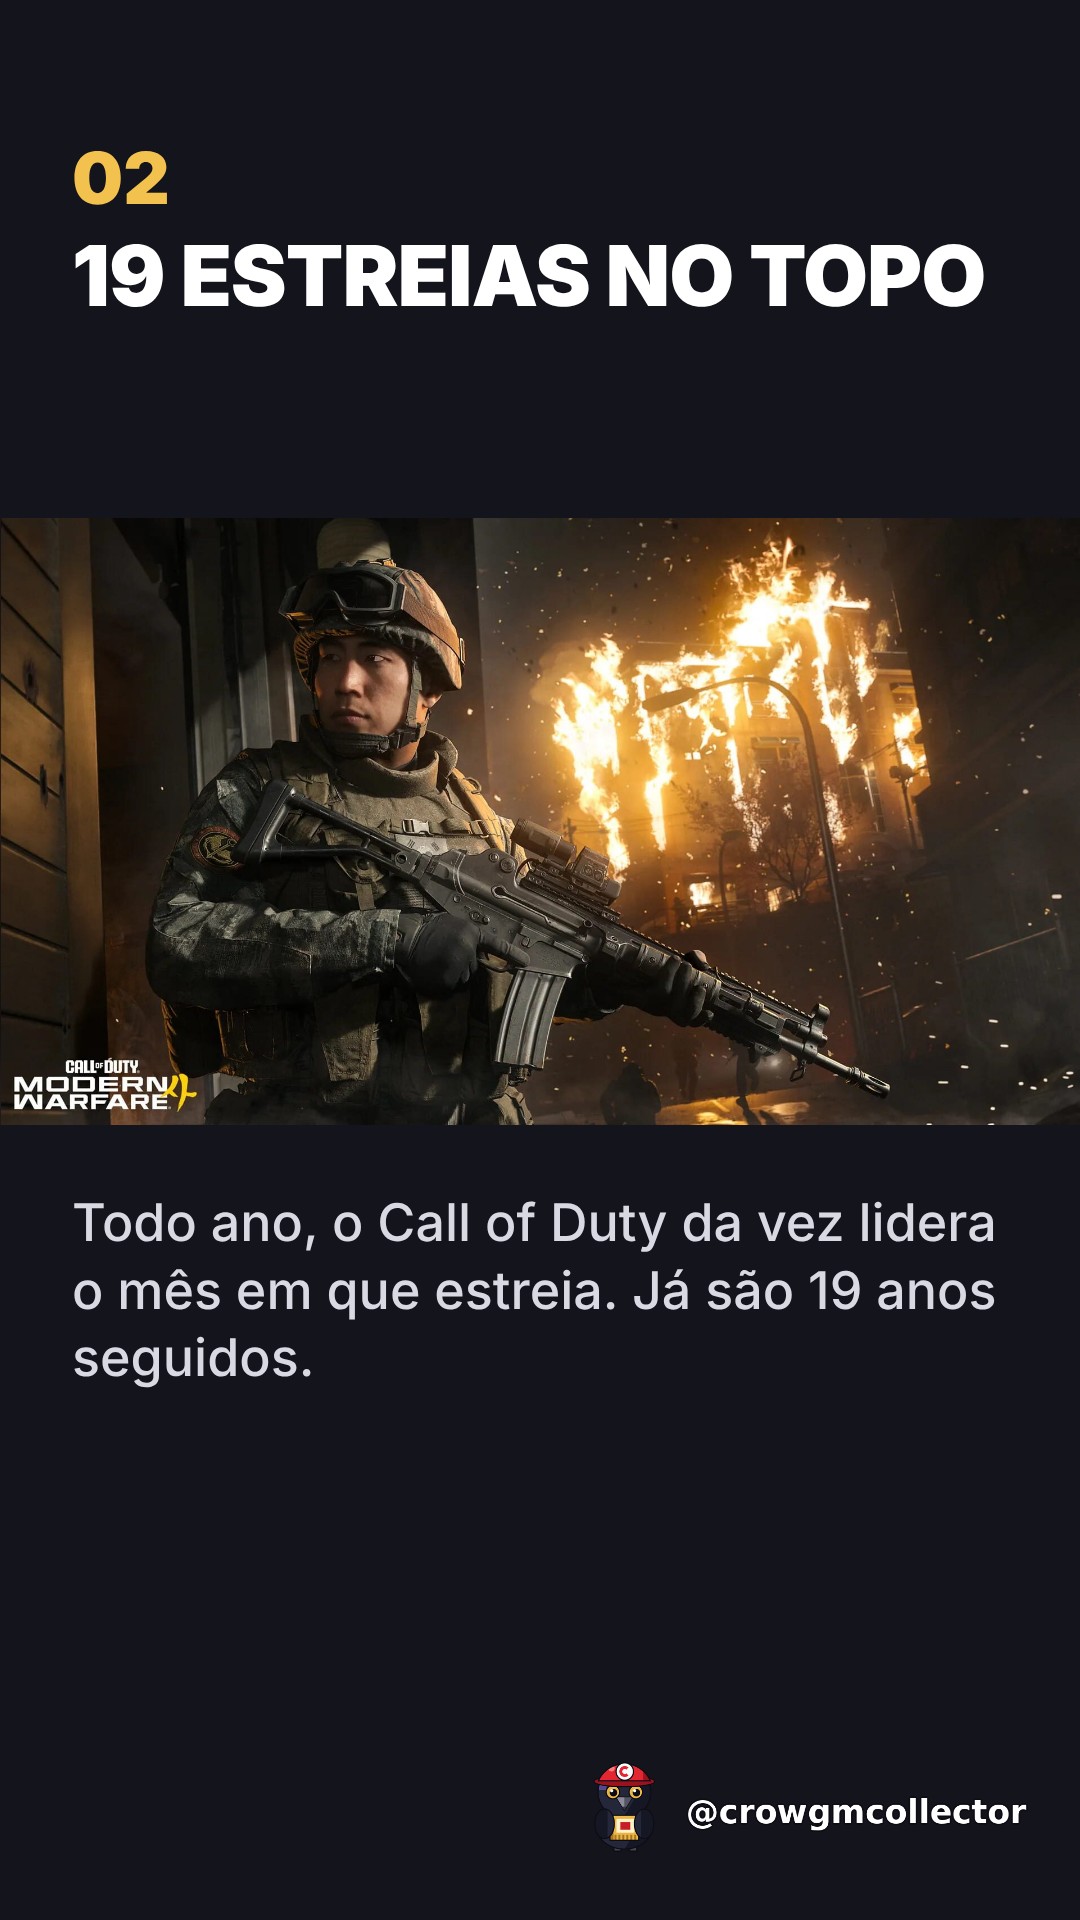 02
19 ESTREIAS NO TOPO
CALL OF DUTY
MODERN
WARFARE
Todo ano, o Call of Duty da vez lidera
o mês em que estreia. Já são 19 anos
seguidos.
C
@crowgmcollector